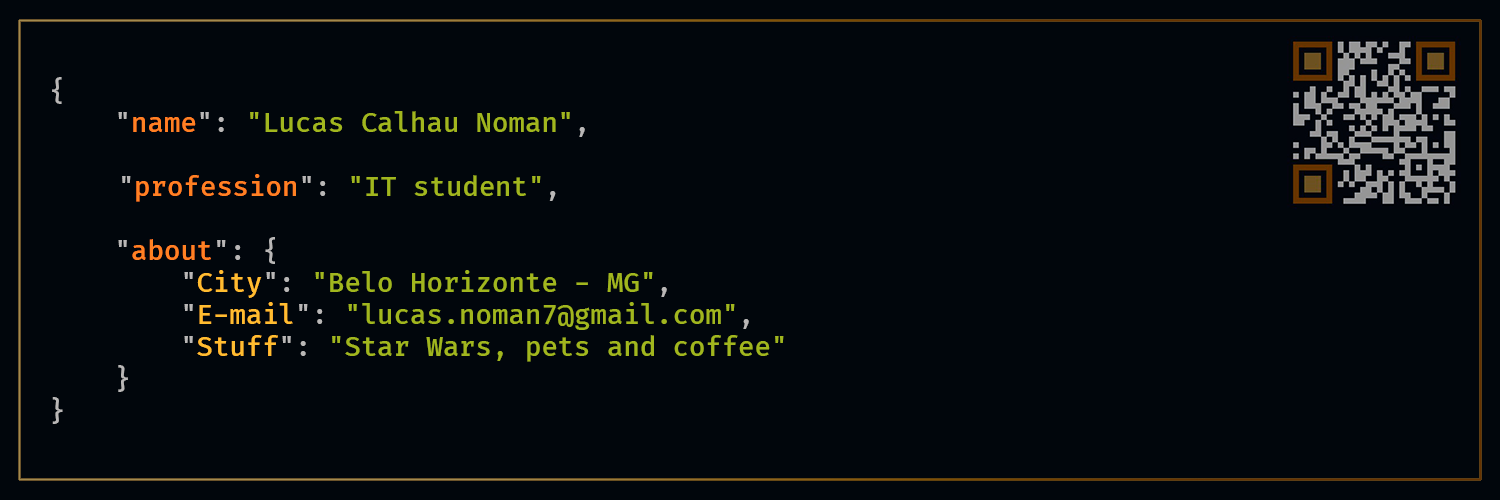 {
"name": "Lucas Calhau Noman",
"profession": "IT student",
"about": {
"City": "Belo Horizonte - MG",
"E-mail": "lucas.noman7@gmail.com",
"Stuff": "Star Wars, pets and coffee"
}
}